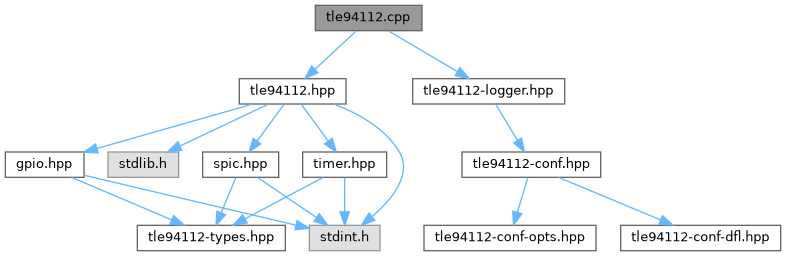 tle94112.cpp
tle94112.hpp
tle94112-logger.hpp
gpio.hpp
stdlib.h
spic.hpp
timer.hpp
tle94112-conf.hpp
tle94112-types.hpp
stdint.h
tle94112-conf-opts.hpp
tle94112-conf-dfl.hpp